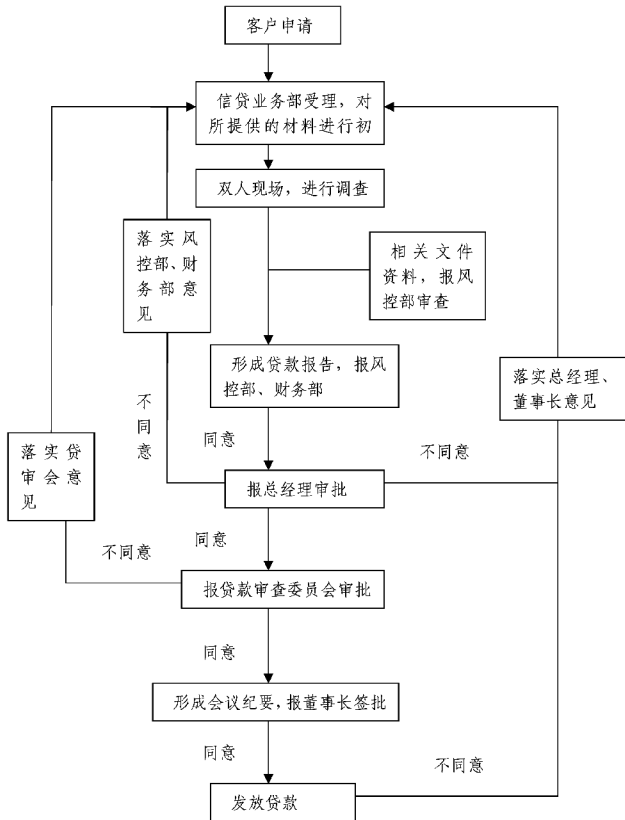 客户申请
信贷业务部受理，对
所提供的材料进行初
双人现场，进行调查
落实风
控部、财
务部意
见
相关文件
资料，报风
控部审查
形成贷款报告，报风
控部、财务部
落实总经理、
董事长意见
不
同
意
落实贷
审会意
见
同意
不同意
报总经理审批
不同意
同意
报贷款审查委员会审批
同意
形成会议纪要，报董事长签批
同意
不同意
发放贷款